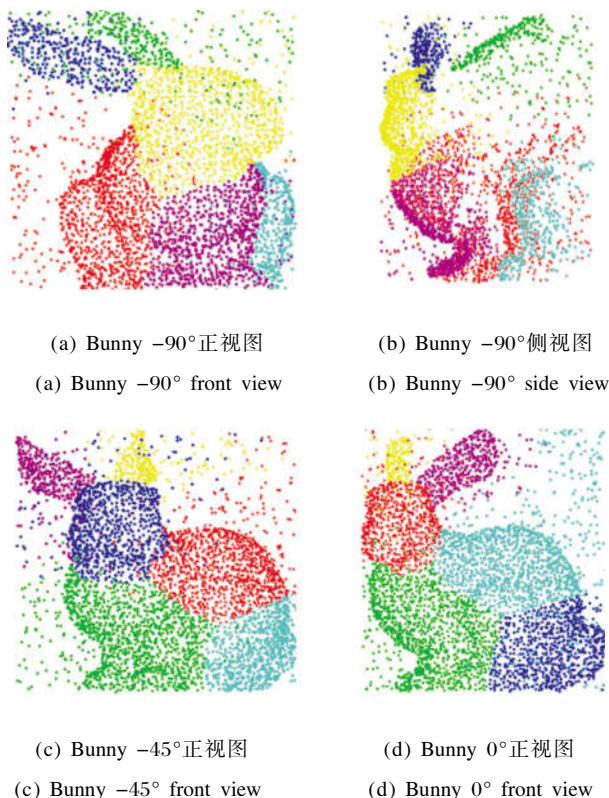 (a) Bunny −90°正视图
(a) Bunny −90° front view
(b) Bunny −90°侧视图
(b) Bunny −90° side view
(c) Bunny −45°正视图
(c) Bunny −45° front view
(d) Bunny 0°正视图
(d) Bunny 0° front view